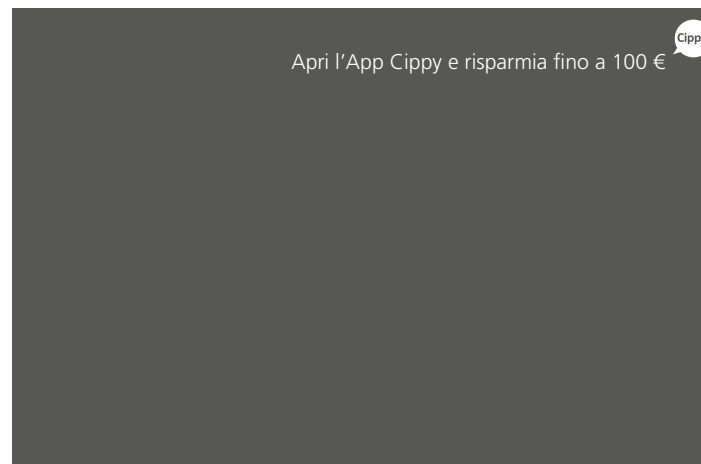 Cipp
Apri l’App Cippy e risparmia fino a 100 €